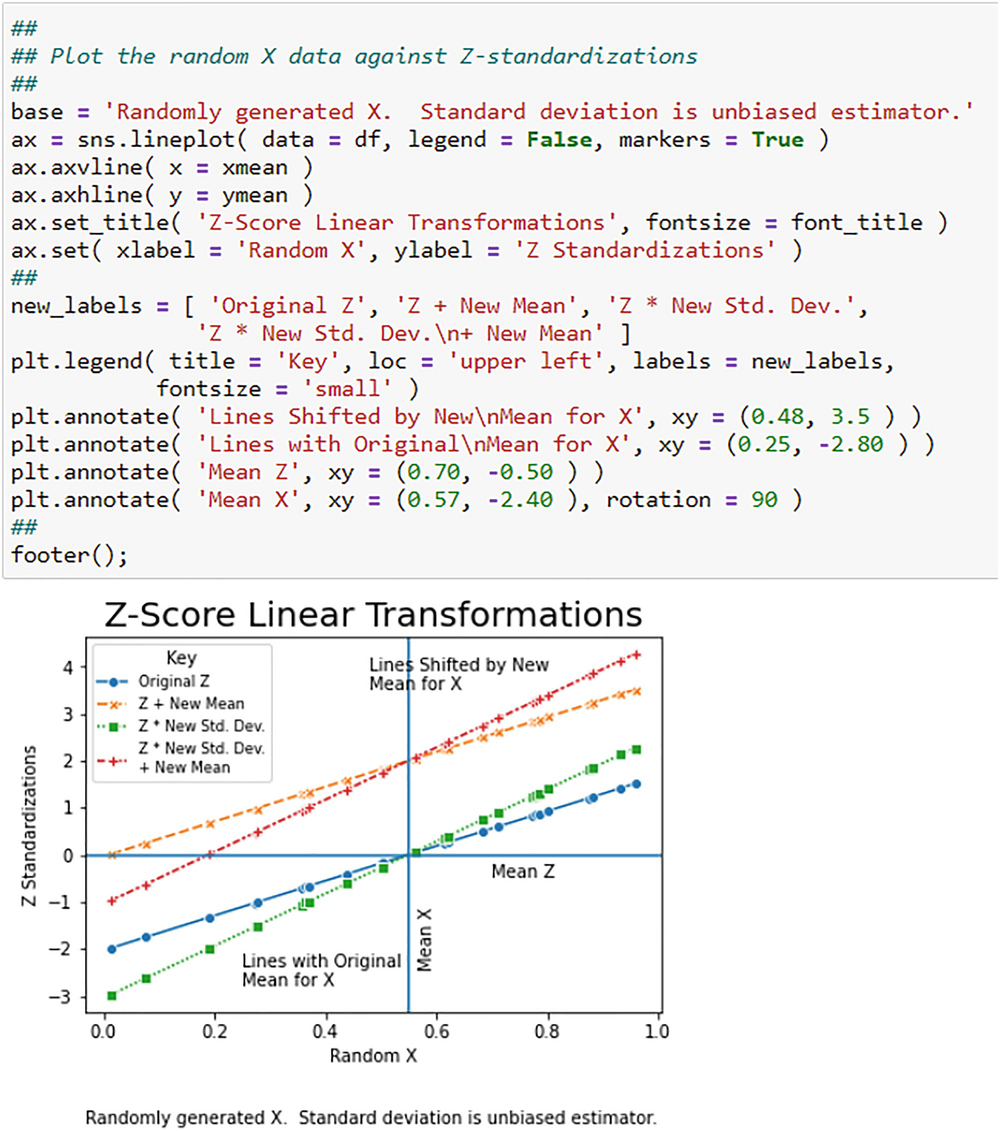 ##
## Plot the random X data against Z-standardizations
##
base = 'Randomly generated X.  Standard deviation is unbiased estimator.'
ax = sns.lineplot( data = df, legend = False, markers = True )
ax.axvline( x = xmean )
ax.axhline( y = ymean )
ax.set_title( 'Z-Score Linear Transformations', fontsize = font_title )
ax.set( xlabel = 'Random X', ylabel = 'Z Standardizations' )
##
new_labels = [ 'Original Z', 'Z + New Mean', 'Z * New Std. Dev.',
'Z * New Std. Dev.\n+ New Mean' ]
plt.legend( title = 'Key', loc = 'upper left', labels = new_labels,
fontsize = 'small' )
plt.annotate( 'Lines Shifted by New\nMean for X', xy = (0.48, 3.5 ) )
plt.annotate( 'Lines with Original\nMean for X', xy = (0.25, -2.80 ) )
plt.annotate( 'Mean Z', xy = (0.70, -0.50 ) )
plt.annotate( 'Mean X', xy = (0.57, -2.40 ), rotation = 90 )
##
footer();
Z-Score Linear Transformations
Key
Original Z
Z + New Mean
Z * New Std. Dev.
Z * New Std. Dev.
+ New Mean
Lines Shifted by New
Mean for X
Mean Z
Mean X
Lines with Original
Mean for X
4
3
2
1
0
−1
−2
−3
Z Standardizations
0.0 0.2 0.4 0.6 0.8 1.0
Random X
Randomly generated X.  Standard deviation is unbiased estimator.